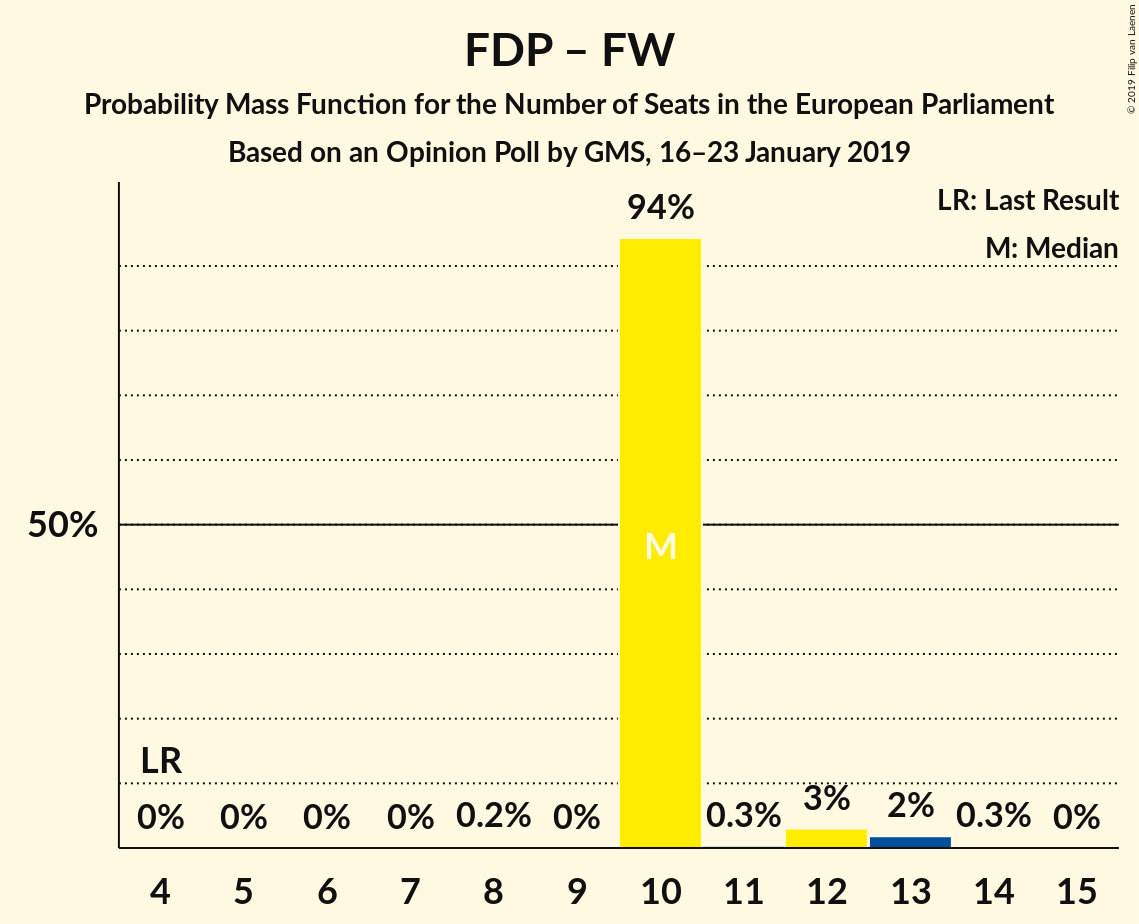 FDP – FW
Probability Mass Function for the Number of Seats in the European Parliament
Based on an Opinion Poll by GMS, 16–23 January 2019
© 2019 Filip van Laenen
LR: Last Result
M: Median
94%
50%
M
LR
0% 0% 0% 0% 0.2% 0% 0.3% 3% 2% 0.3% 0%
4 5 6 7 8 9 10 11 12 13 14 15